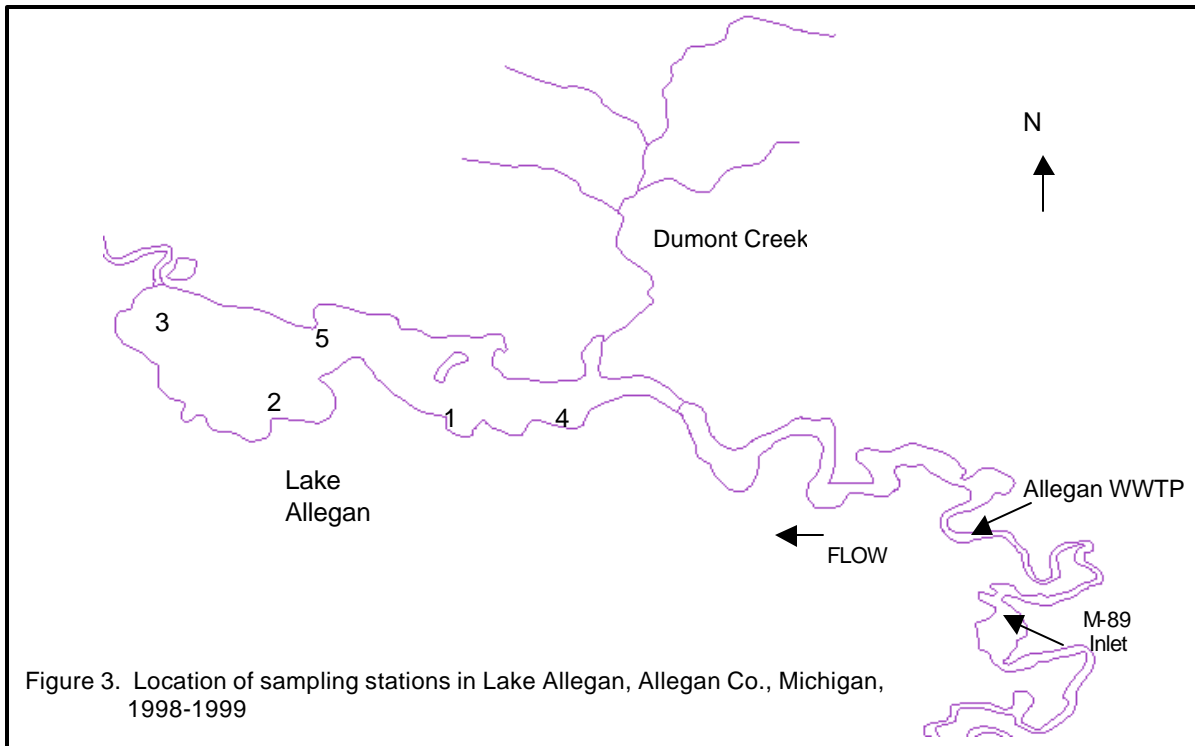 N
Dumont Creek
3
5
2
1
4
Lake
Allegan
Allegan WWTP
FLOW
M-89
Inlet
Figure 3. Location of sampling stations in Lake Allegan, Allegan Co., Michigan,
1998-1999